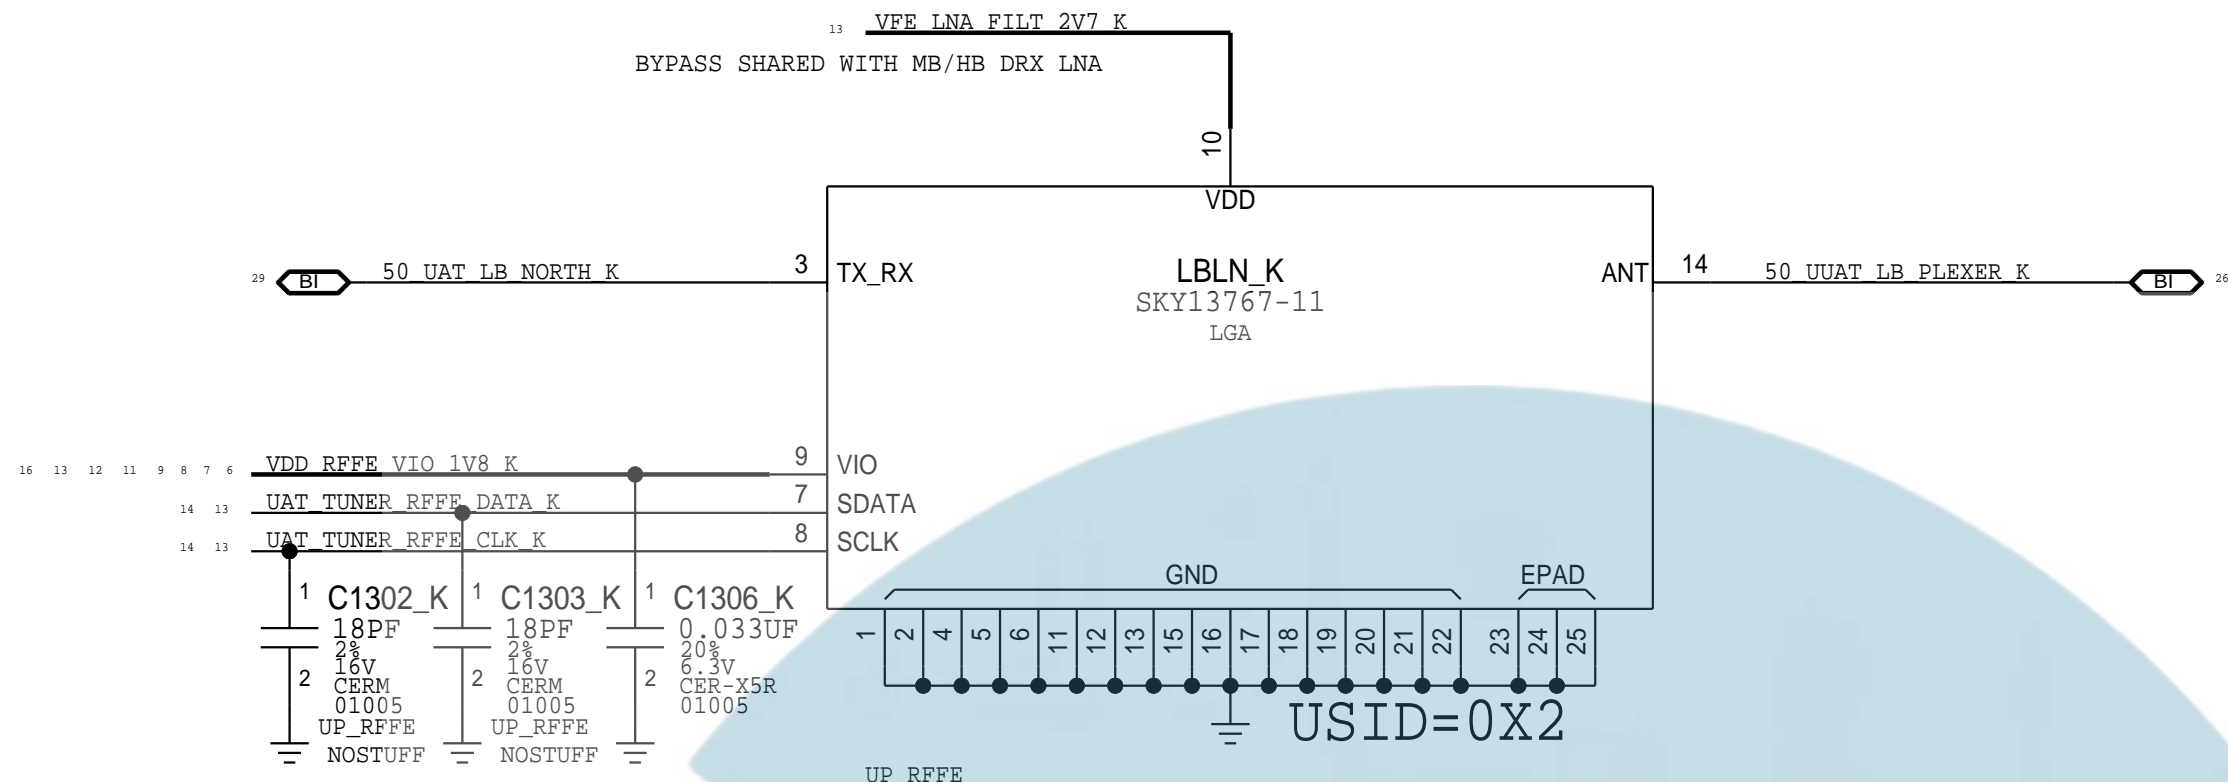 13 VFE_LNA_FILT_2V7_K
BYPASS SHARED WITH MB/HB DRX LNA
10
VDD
29 BI 50_UAT_LB_NORTH_K 3 TX_RX
LBLN_K
SKY13767-11
LGA
ANT 14 50_UUAT_LB_PLEXER_K BI 26
16 13 12 11 9 8 7 6 VDD_RFFE_VIO_1V8_K 9 VIO
14 13 UAT_TUNER_RFFE_DATA_K 7 SDATA
14 13 UAT_TUNER_RFFE_CLK_K 8 SCLK
GND EPAD
1 2 4 5 6 11 12 13 15 16 17 18 19 20 21 22 23 24 25
1 C1302_K
18PF
2%
16V
2 CERM
01005
UP_RFFE
NOSTUFF
1 C1303_K
18PF
2%
16V
2 CERM
01005
UP_RFFE
NOSTUFF
1 C1306_K
0.033UF
20%
6.3V
2 CER-X5R
01005
USID=0X2
UP_RFFE